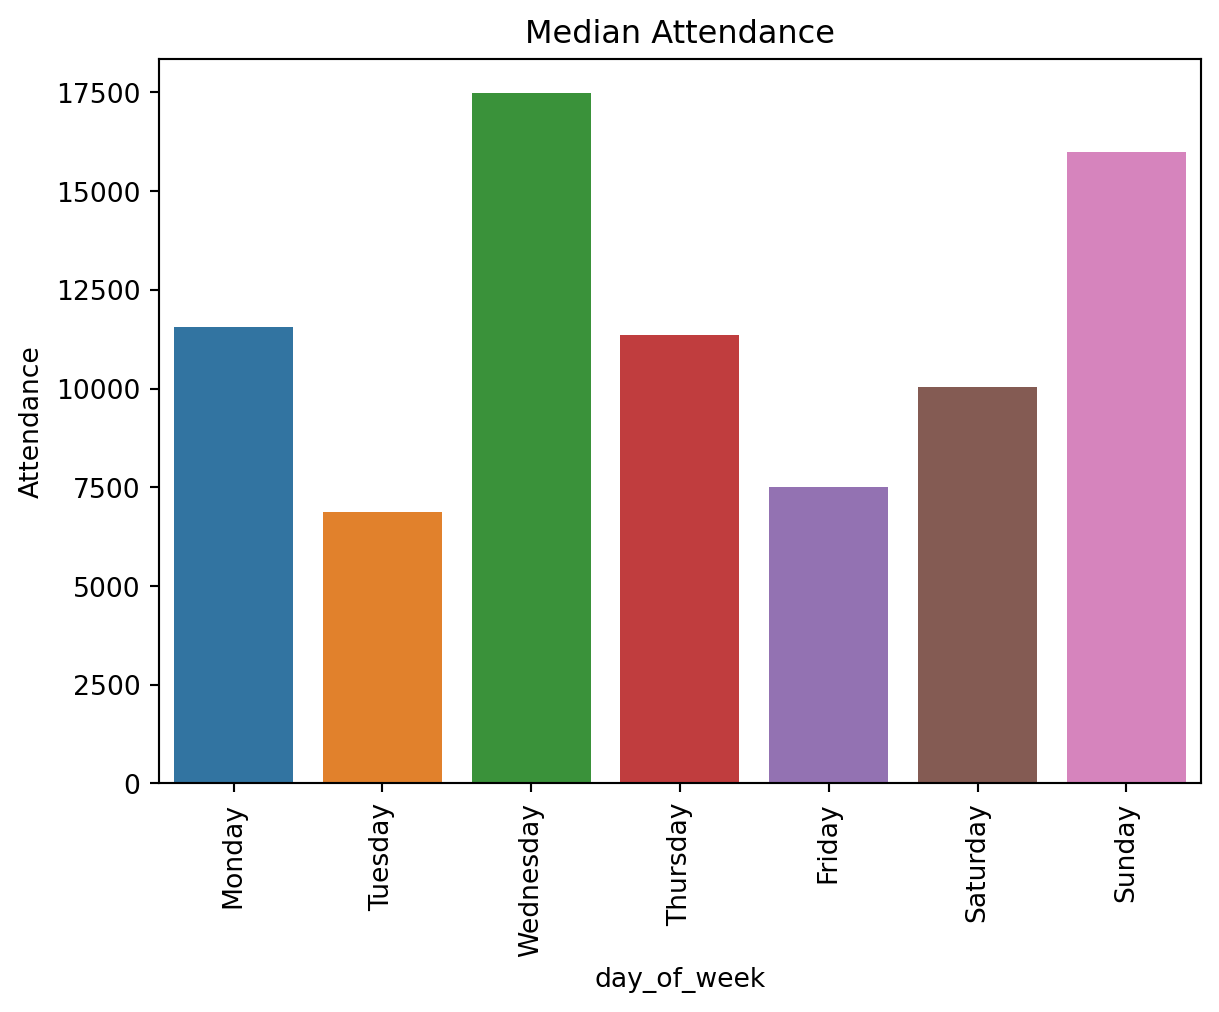 Median Attendance
17500
15000
12500
10000
7500
5000
2500
0
Attendance
Monday
Tuesday
Wednesday
Thursday
Friday
Saturday
Sunday
day_of_week